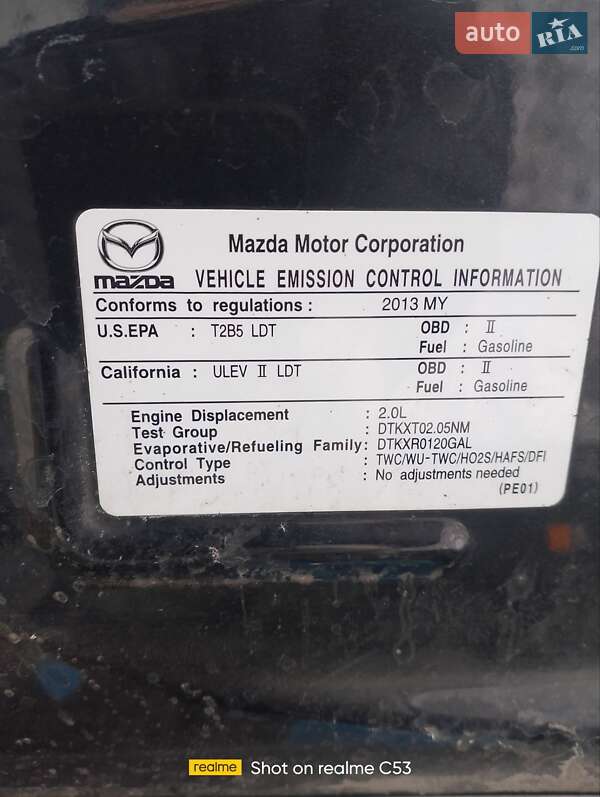 auto RIA.com
Mazda Motor Corporation
mazda VEHICLE EMISSION CONTROL INFORMATION
Conforms to regulations : 2013 MY
U.S.EPA : T2B5 LDT OBD : II
Fuel : Gasoline
California : ULEV II LDT OBD : II
Fuel : Gasoline
Engine Displacement : 2.0L
Test Group : DTKXT02.05NM
Evaporative/Refueling Family: DTKXR0120GAL
Control Type : TWC/WU-TWC/HO2S/HAFS/DFI
Adjustments : No adjustments needed
(PE01)
realme Shot on realme C53